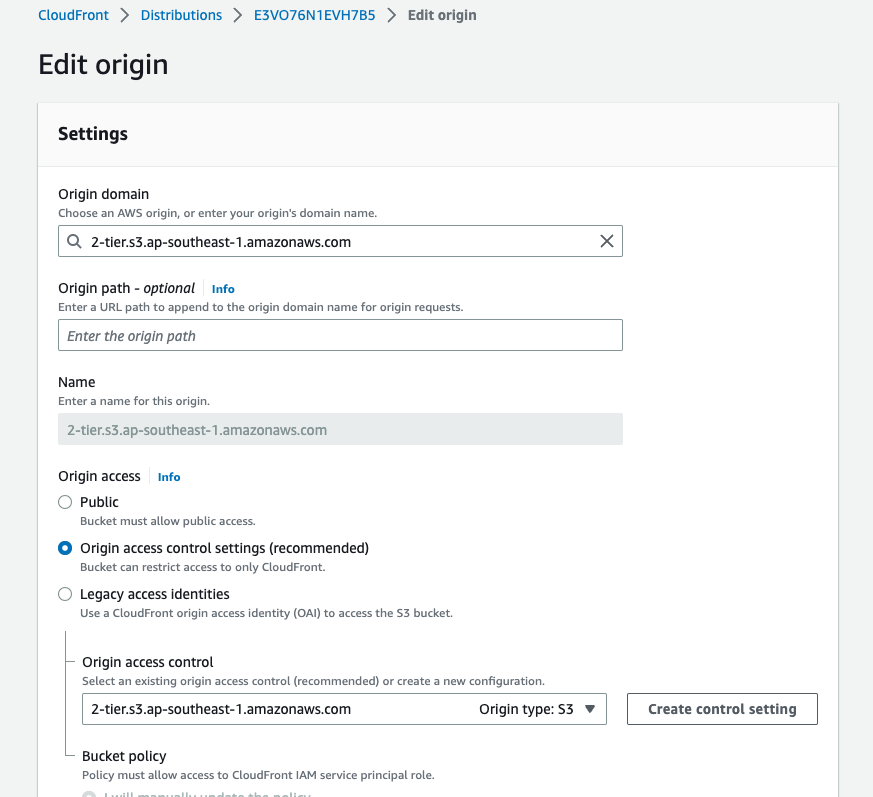 CloudFront > Distributions > E3VO76N1EVH7B5 > Edit origin
Edit origin
Settings
Origin domain
Choose an AWS origin, or enter your origin's domain name.
2-tier.s3.ap-southeast-1.amazonaws.com
Origin path - optional Info
Enter a URL path to append to the origin domain name for origin requests.
Enter the origin path
Name
Enter a name for this origin.
2-tier.s3.ap-southeast-1.amazonaws.com
Origin access Info
Public
Bucket must allow public access.
Origin access control settings (recommended)
Bucket can restrict access to only CloudFront.
Legacy access identities
Use a CloudFront origin access identity (OAI) to access the S3 bucket.
Origin access control
Select an existing origin access control (recommended) or create a new configuration.
2-tier.s3.ap-southeast-1.amazonaws.com Origin type: S3 Create control setting
Bucket policy
Policy must allow access to CloudFront IAM service principal role.
I will manually update the policy